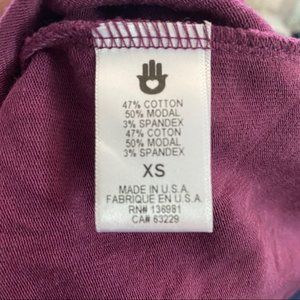 47% COTTON
50% MODAL
3% SPANDEX
47% COTON
50% MODAL
3% SPANDEX
XS
MADE IN U.S.A.
FABRIQUE EN U.S.A.
RN# 136981
CA# 63229